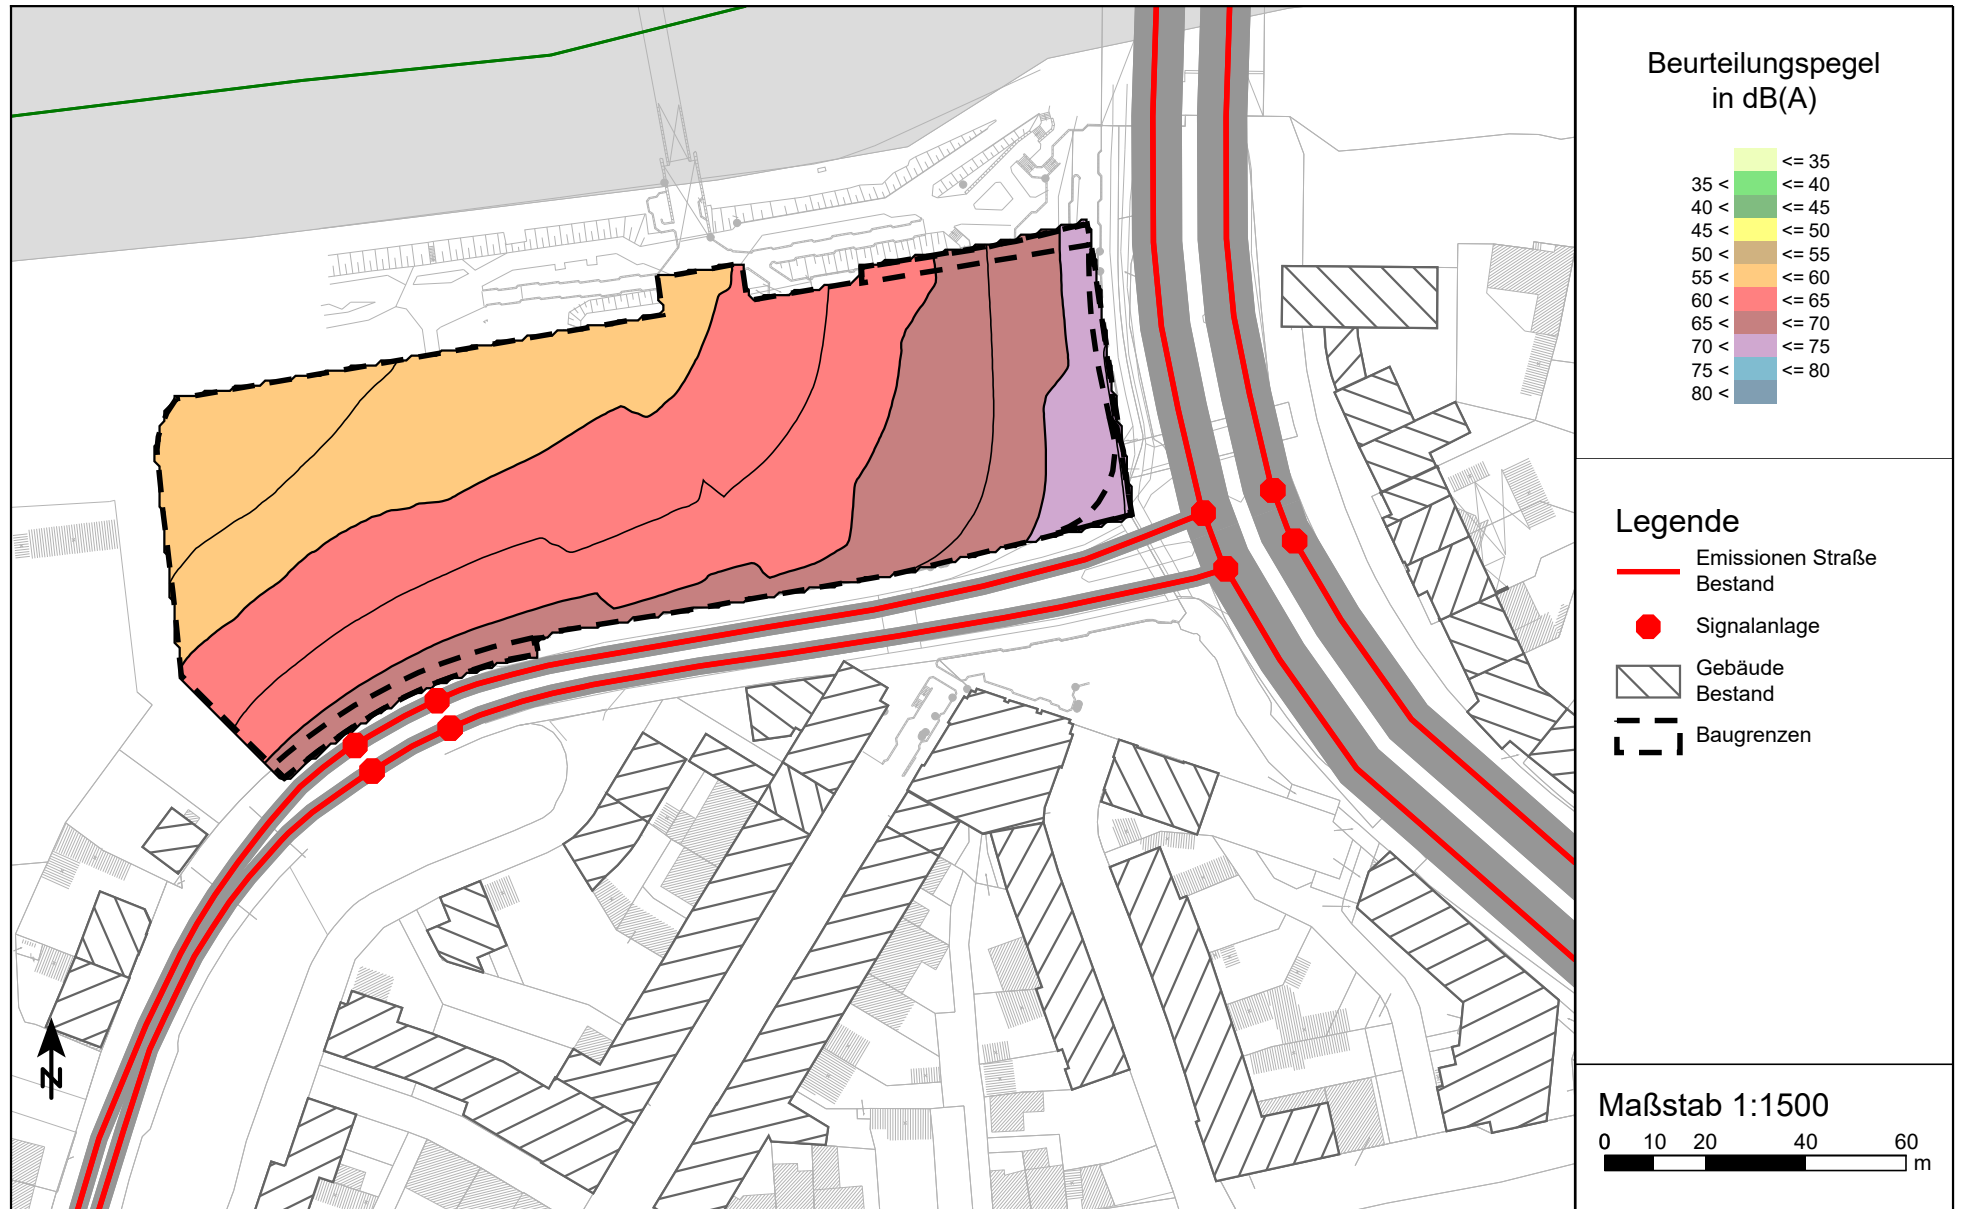 Beurteilungspegel
in dB(A)
<= 35
35 < <= 40
40 < <= 45
45 < <= 50
50 < <= 55
55 < <= 60
60 < <= 65
65 < <= 70
70 < <= 75
75 < <= 80
80 <
Legende
Emissionen Straße
Bestand
Signalanlage
Gebäude
Bestand
Baugrenzen
N
Maßstab 1:1500
0 10 20 40 60
m